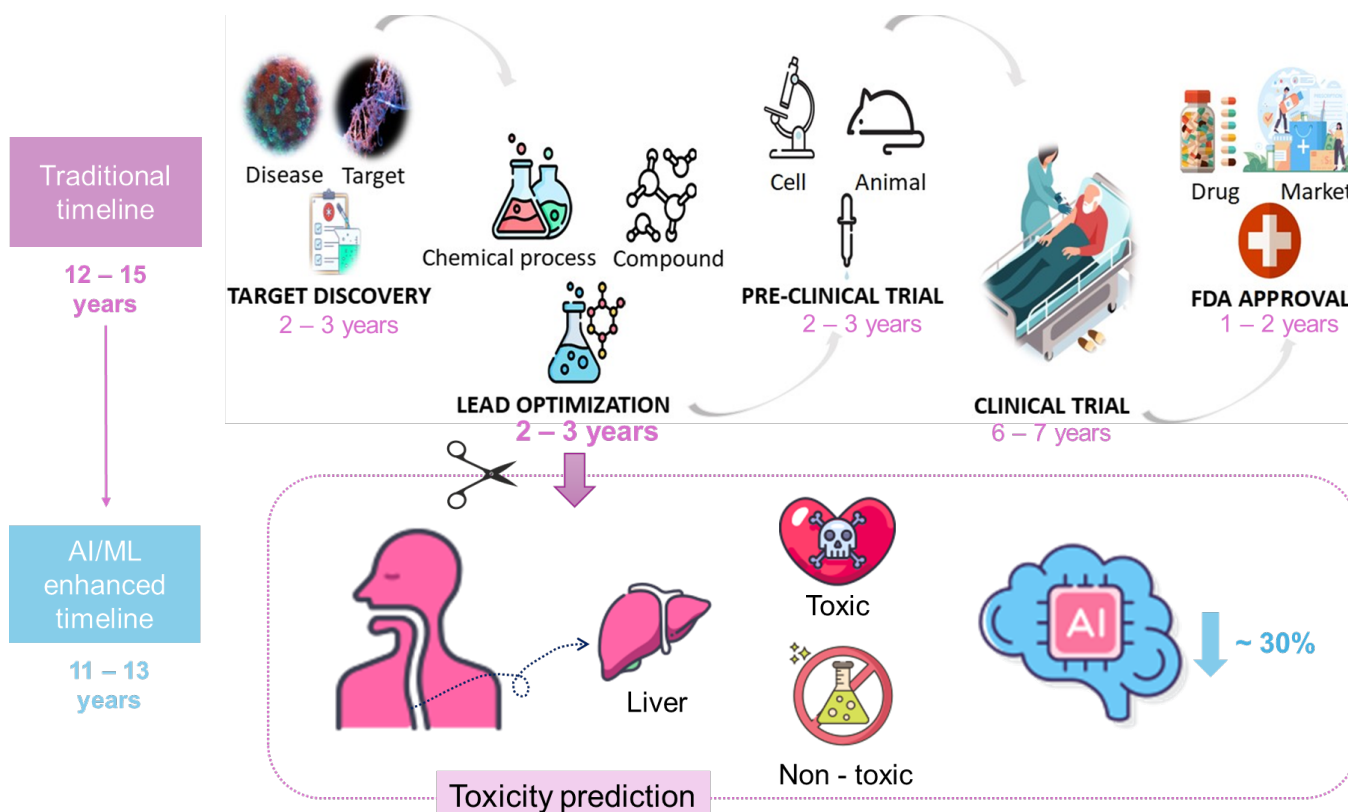 Traditional
timeline
12 – 15
years
Disease
Target
TARGET DISCOVERY
2 – 3 years
Chemical process
Compound
LEAD OPTIMIZATION
2 – 3 years
Cell
Animal
PRE-CLINICAL TRIAL
2 – 3 years
CLINICAL TRIAL
6 – 7 years
Drug
Market
FDA APPROVAL
1 – 2 years
AI/ML
enhanced
timeline
11 – 13
years
Liver
Toxic
Non - toxic
AI
~ 30%
Toxicity prediction